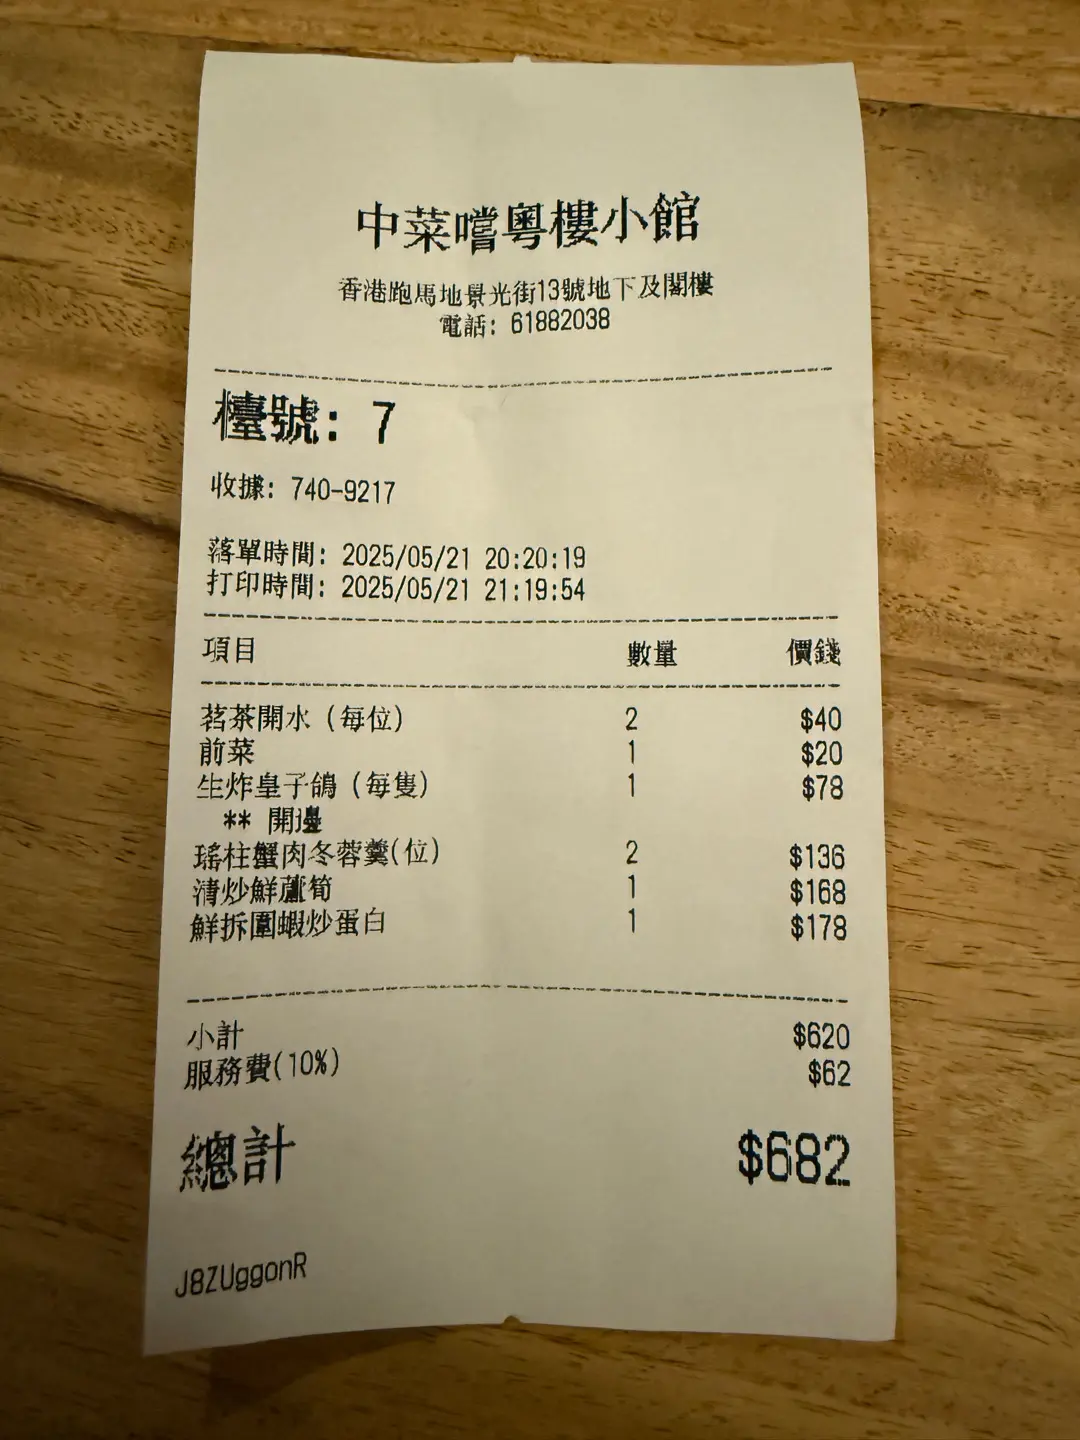 中菜嚐粵樓小館
香港跑馬地景光街13號地下及閣樓
電話: 61882038
檯號: 7
收據: 740-9217
落單時間: 2025/05/21 20:20:19
打印時間: 2025/05/21 21:19:54
項目 數量 價錢
茗茶開水 (每位) 2 $40
前菜 1 $20
生炸皇子鴿 (每隻) 1 $78
** 開邊
瑤柱蟹肉冬蓉羹(位) 2 $136
清炒鮮蘆筍 1 $168
鮮拆圍蝦炒蛋白 1 $178
小計 $620
服務費(10%) $62
總計 $682
J8ZUggonR